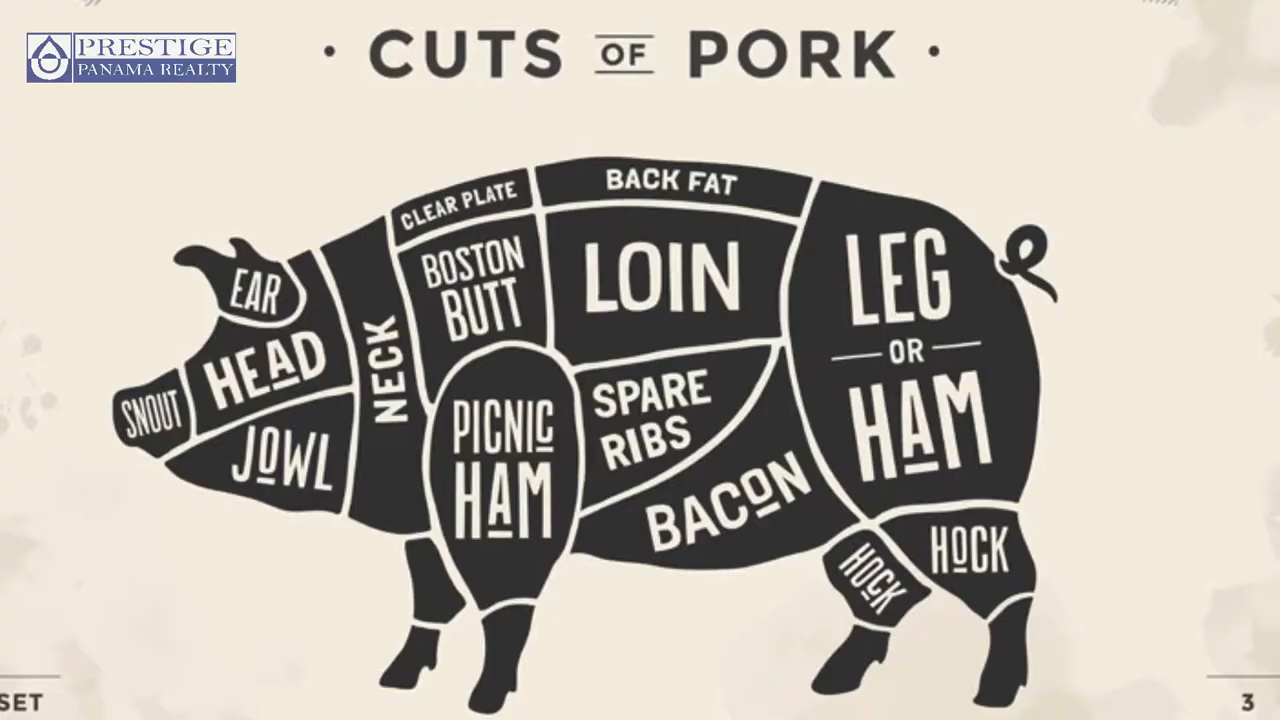 PRESTIGE
PANAMA REALTY
• CUTS OF PORK •
CLEAR PLATE
BACK FAT
EAR
HEAD
SNOUT
JOWL
NECK
BOSTON
BUTT
LOIN
PICNIC
HAM
SPARE
RIBS
BACON
LEG
OR
HAM
HOCK
HOCK
SET
3